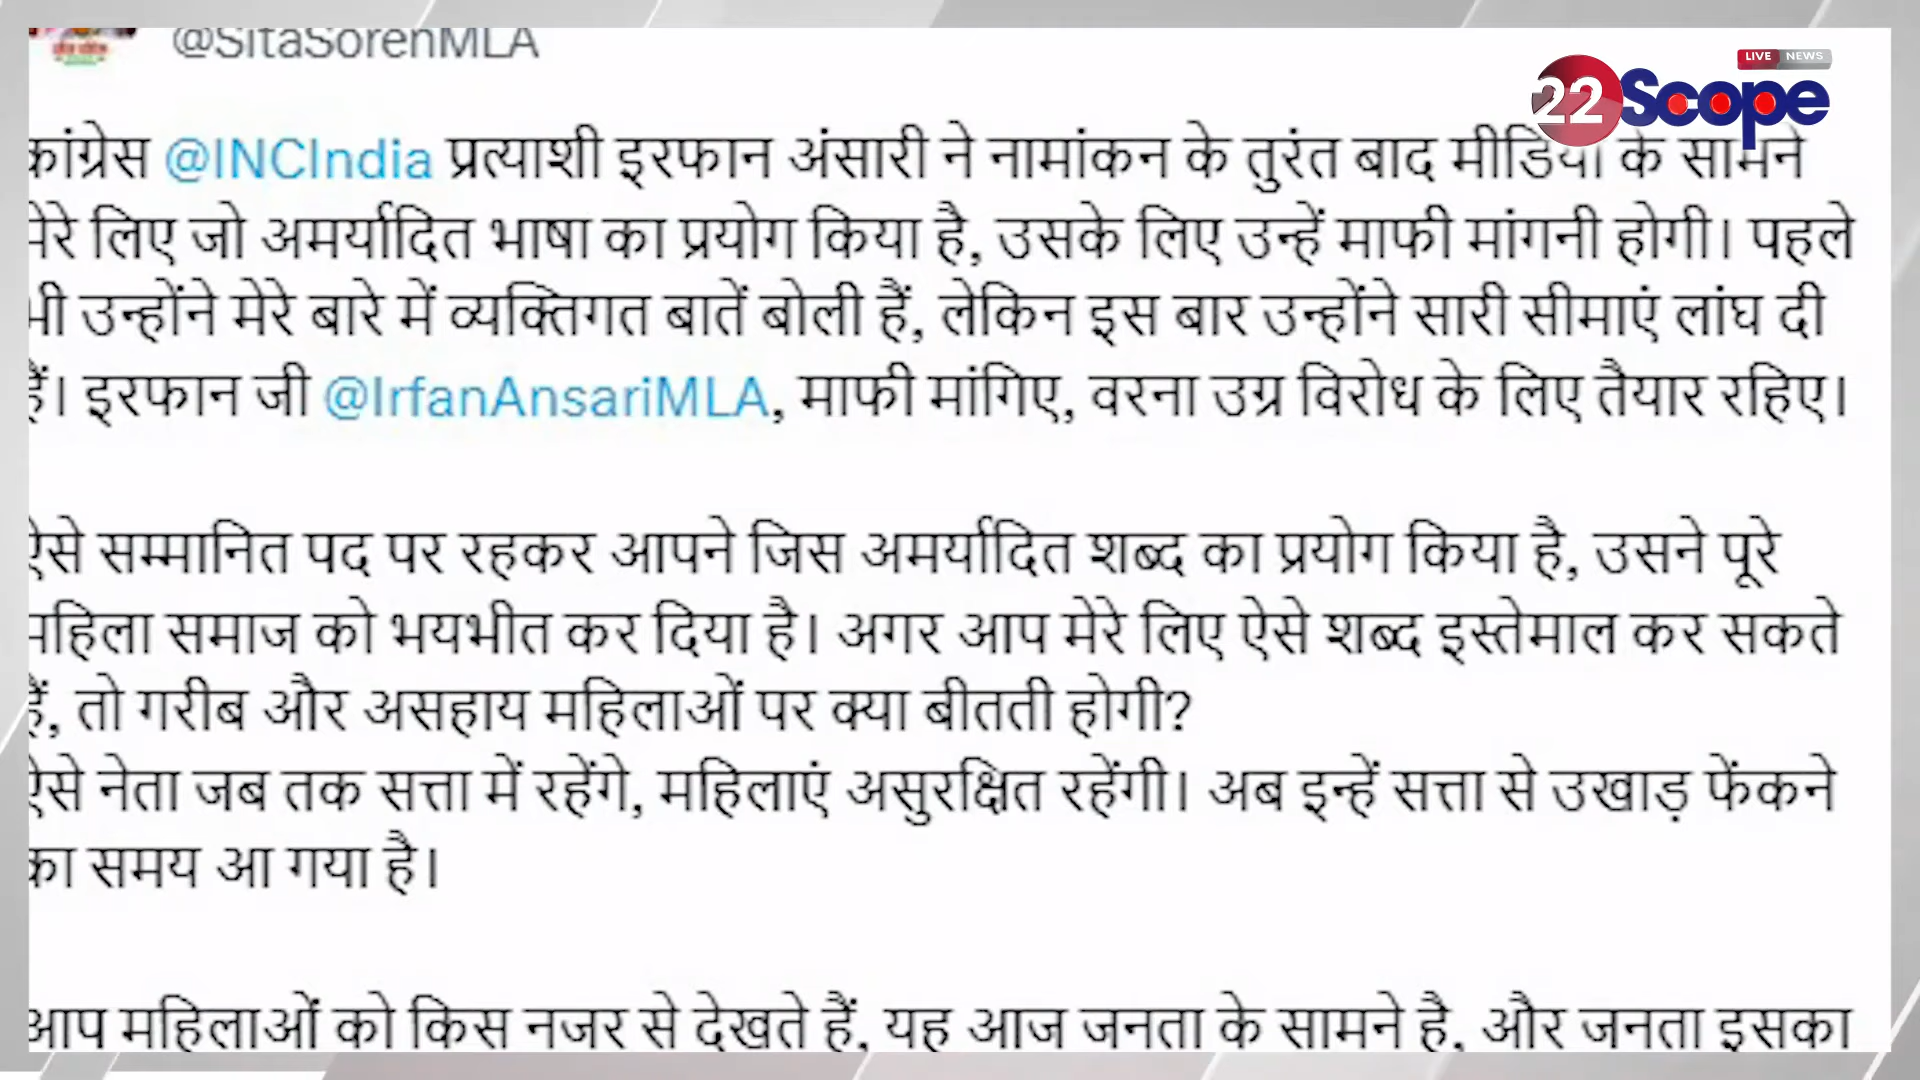 @SitaSorenMLA
LIVE NEWS
22Scope
कांग्रेस @INCIndia प्रत्याशी इरफान अंसारी ने नामांकन के तुरंत बाद मीडिया के सामने
मेरे लिए जो अमर्यादित भाषा का प्रयोग किया है, उसके लिए उन्हें माफी मांगनी होगी। पहले
भी उन्होंने मेरे बारे में व्यक्तिगत बातें बोली हैं, लेकिन इस बार उन्होंने सारी सीमाएं लांघ दी
हैं। इरफान जी @IrfanAnsariMLA, माफी मांगिए, वरना उग्र विरोध के लिए तैयार रहिए।
ऐसे सम्मानित पद पर रहकर आपने जिस अमर्यादित शब्द का प्रयोग किया है, उसने पूरे
महिला समाज को भयभीत कर दिया है। अगर आप मेरे लिए ऐसे शब्द इस्तेमाल कर सकते
हैं, तो गरीब और असहाय महिलाओं पर क्या बीतती होगी?
ऐसे नेता जब तक सत्ता में रहेंगे, महिलाएं असुरक्षित रहेंगी। अब इन्हें सत्ता से उखाड़ फेंकने
का समय आ गया है।
आप महिलाओं को किस नजर से देखते हैं, यह आज जनता के सामने है, और जनता इसका